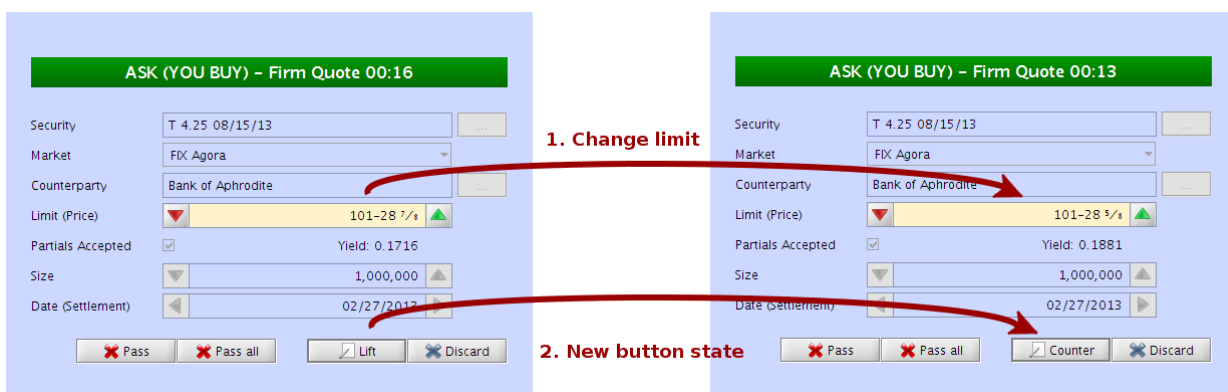 ASK (YOU BUY) – Firm Quote 00:16
Security T 4.25 08/15/13 ...
Market FIX Agora
Counterparty Bank of Aphrodite ...
Limit (Price) 101-28 ⁷/₈
Partials Accepted Yield: 0.1716
Size 1,000,000
Date (Settlement) 02/27/2013
Pass Pass all Lift Discard
1. Change limit
2. New button state
ASK (YOU BUY) – Firm Quote 00:13
Security T 4.25 08/15/13 ...
Market FIX Agora
Counterparty Bank of Aphrodite ...
Limit (Price) 101-28 ⁵/₈
Partials Accepted Yield: 0.1881
Size 1,000,000
Date (Settlement) 02/27/2013
Pass Pass all Counter Discard